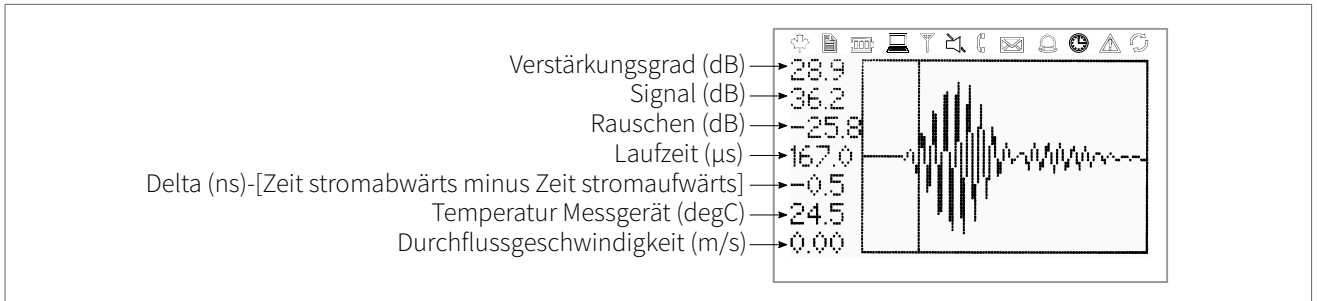 Verstärkungsgrad (dB) 28.9
Signal (dB) 36.2
Rauschen (dB) -25.8
Laufzeit (µs) 167.0
Delta (ns)-[Zeit stromabwärts minus Zeit stromaufwärts] -0.5
Temperatur Messgerät (degC) 24.5
Durchflussgeschwindigkeit (m/s) 0.00